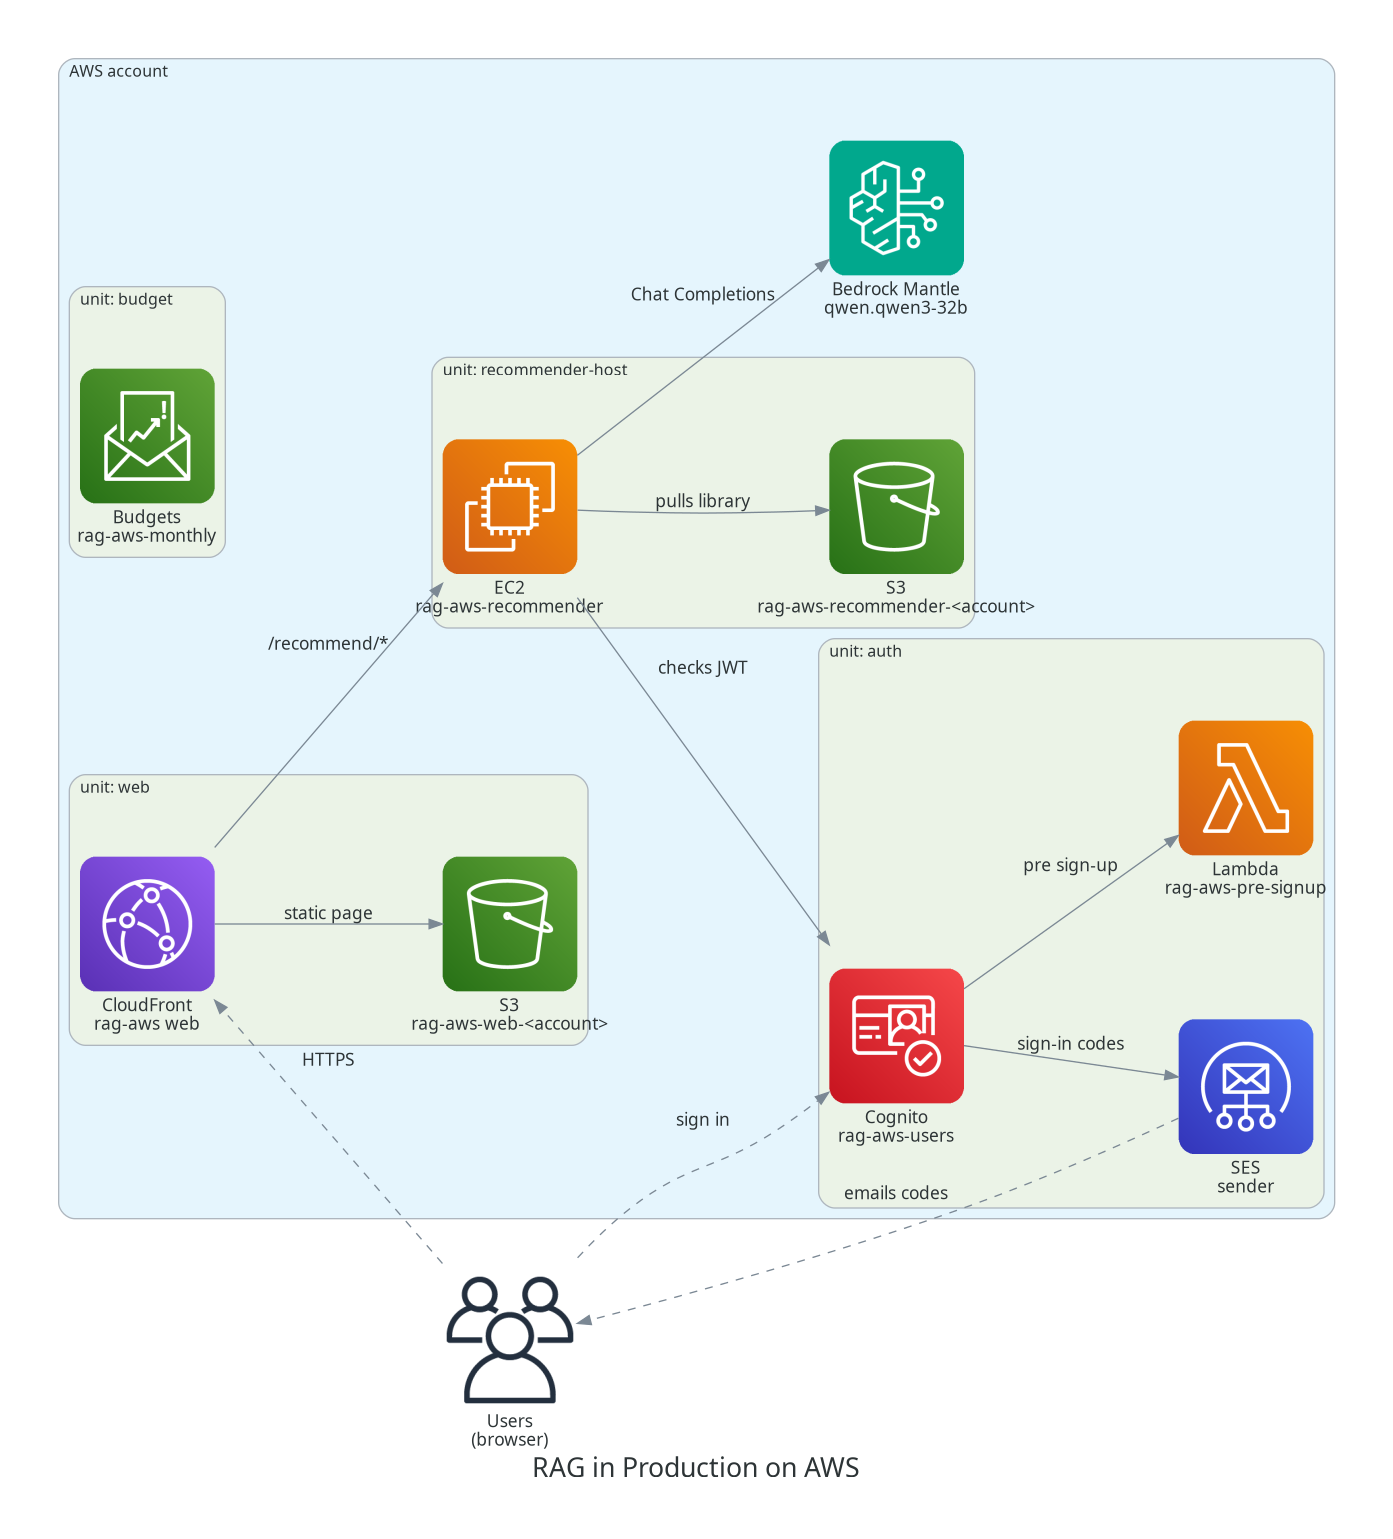 AWS account
Bedrock Mantle
qwen.qwen3-32b
Chat Completions
unit: budget
Budgets
rag-aws-monthly
unit: recommender-host
EC2
rag-aws-recommender
pulls library
S3
rag-aws-recommender-<account>
/recommend/*
checks JWT
unit: auth
Lambda
rag-aws-pre-signup
pre sign-up
unit: web
CloudFront
rag-aws web
static page
S3
rag-aws-web-<account>
HTTPS
Cognito
rag-aws-users
sign-in codes
SES
sender
sign in
emails codes
Users
(browser)
RAG in Production on AWS